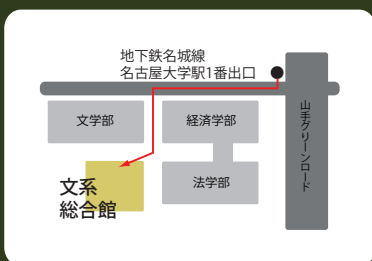 地下鉄名城線
名古屋大学駅1番出口
文学部
経済学部
山手グリーンロード
文系
総合館
法学部